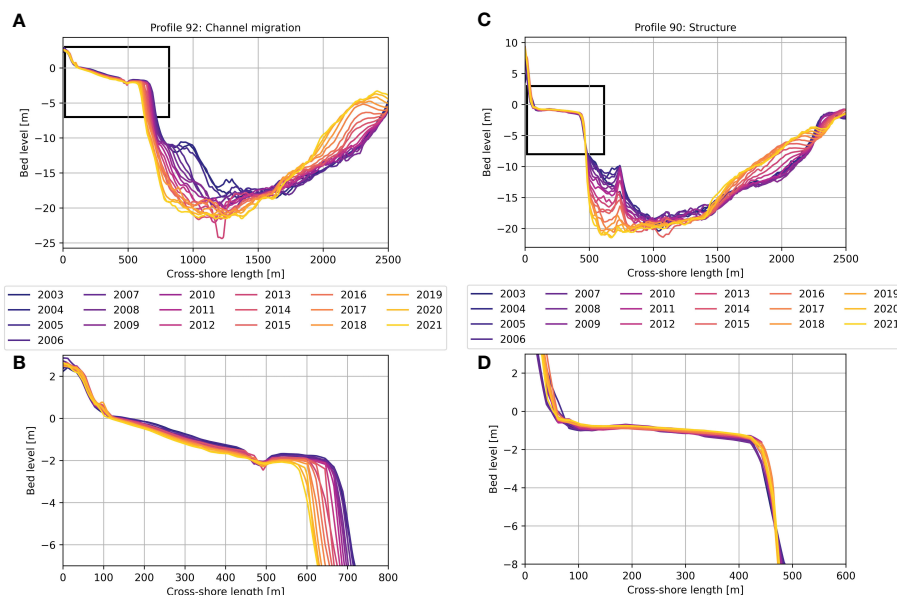 A
Profile 92: Channel migration
0
−5
−10
−15
−20
−25
Bed level [m]
0 500 1000 1500 2000 2500
Cross-shore length [m]
C
Profile 90: Structure
10
5
0
−5
−10
−15
−20
Bed level [m]
0 500 1000 1500 2000 2500
Cross-shore length [m]
2003 2007 2010 2013 2016 2019
2004 2008 2011 2014 2017 2020
2005 2009 2012 2015 2018 2021
2006
2003 2007 2010 2013 2016 2019
2004 2008 2011 2014 2017 2020
2005 2009 2012 2015 2018 2021
2006
B
2
0
−2
−4
−6
Bed level [m]
0 100 200 300 400 500 600 700 800
Cross-shore length [m]
D
2
0
−2
−4
−6
−8
Bed level [m]
0 100 200 300 400 500 600
Cross-shore length [m]